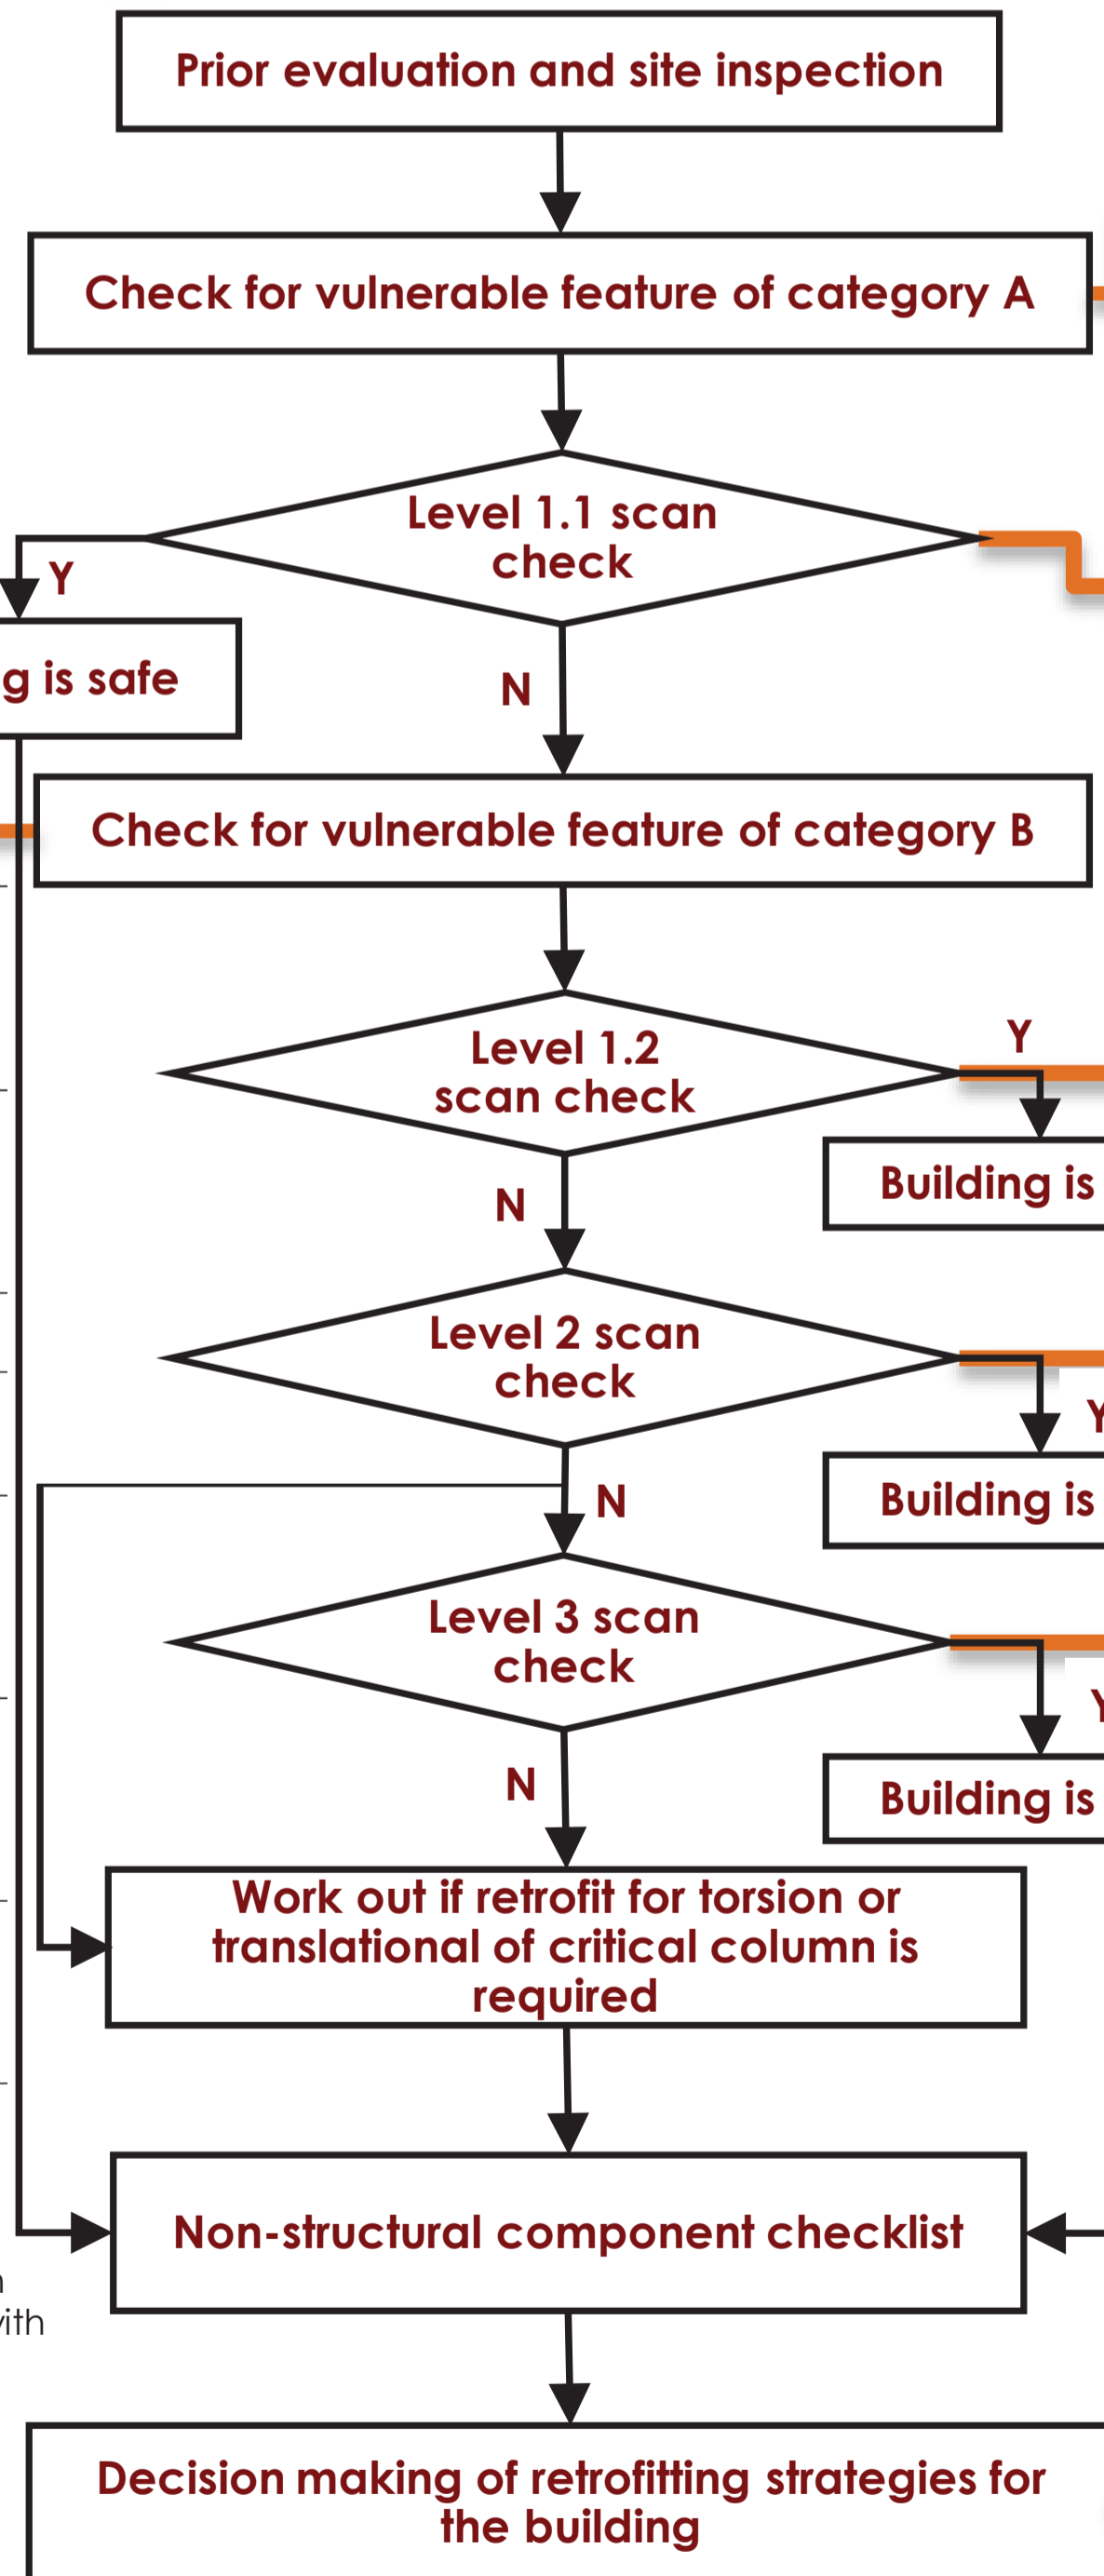 Prior evaluation and site inspection
Check for vulnerable feature of category A
Level 1.1 scan
check
Y
g is safe
N
Check for vulnerable feature of category B
Level 1.2
scan check
Y
Building is
N
Level 2 scan
check
Y
Building is
N
Level 3 scan
check
Y
Building is
N
Work out if retrofit for torsion or
translational of critical column is
required
Non-structural component checklist
with
Decision making of retrofitting strategies for
the building